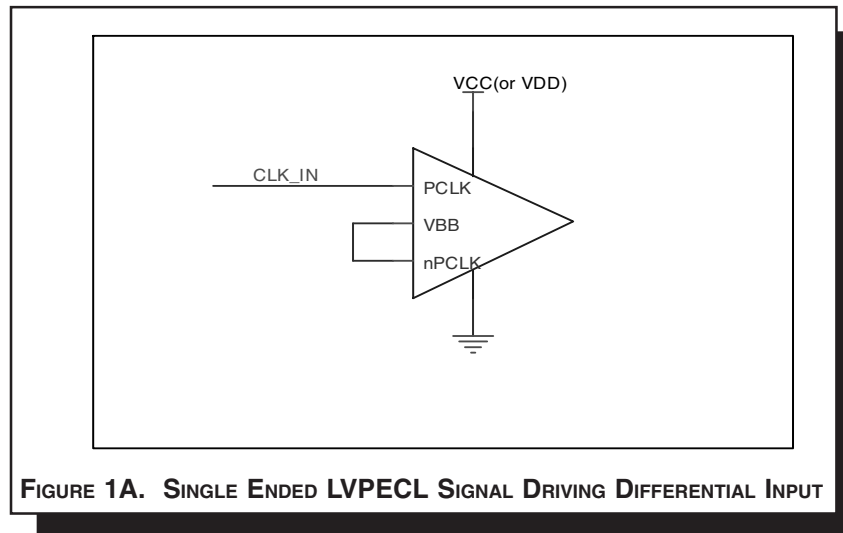 VCC(or VDD)
CLK_IN
PCLK
VBB
nPCLK
FIGURE 1A. SINGLE ENDED LVPECL SIGNAL DRIVING DIFFERENTIAL INPUT